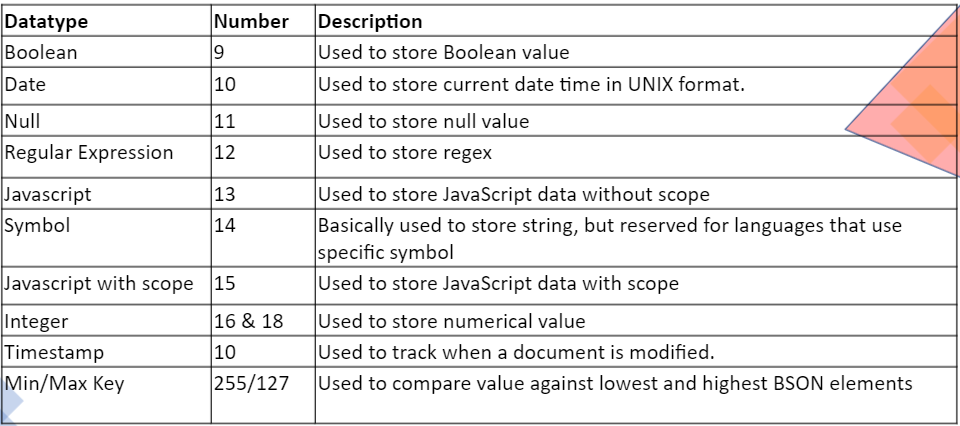 Datatype Number Description
Boolean 9 Used to store Boolean value
Date 10 Used to store current date time in UNIX format.
Null 11 Used to store null value
Regular Expression 12 Used to store regex
Javascript 13 Used to store JavaScript data without scope
Symbol 14 Basically used to store string, but reserved for languages that use
specific symbol
Javascript with scope 15 Used to store JavaScript data with scope
Integer 16 & 18 Used to store numerical value
Timestamp 10 Used to track when a document is modified.
Min/Max Key 255/127 Used to compare value against lowest and highest BSON elements